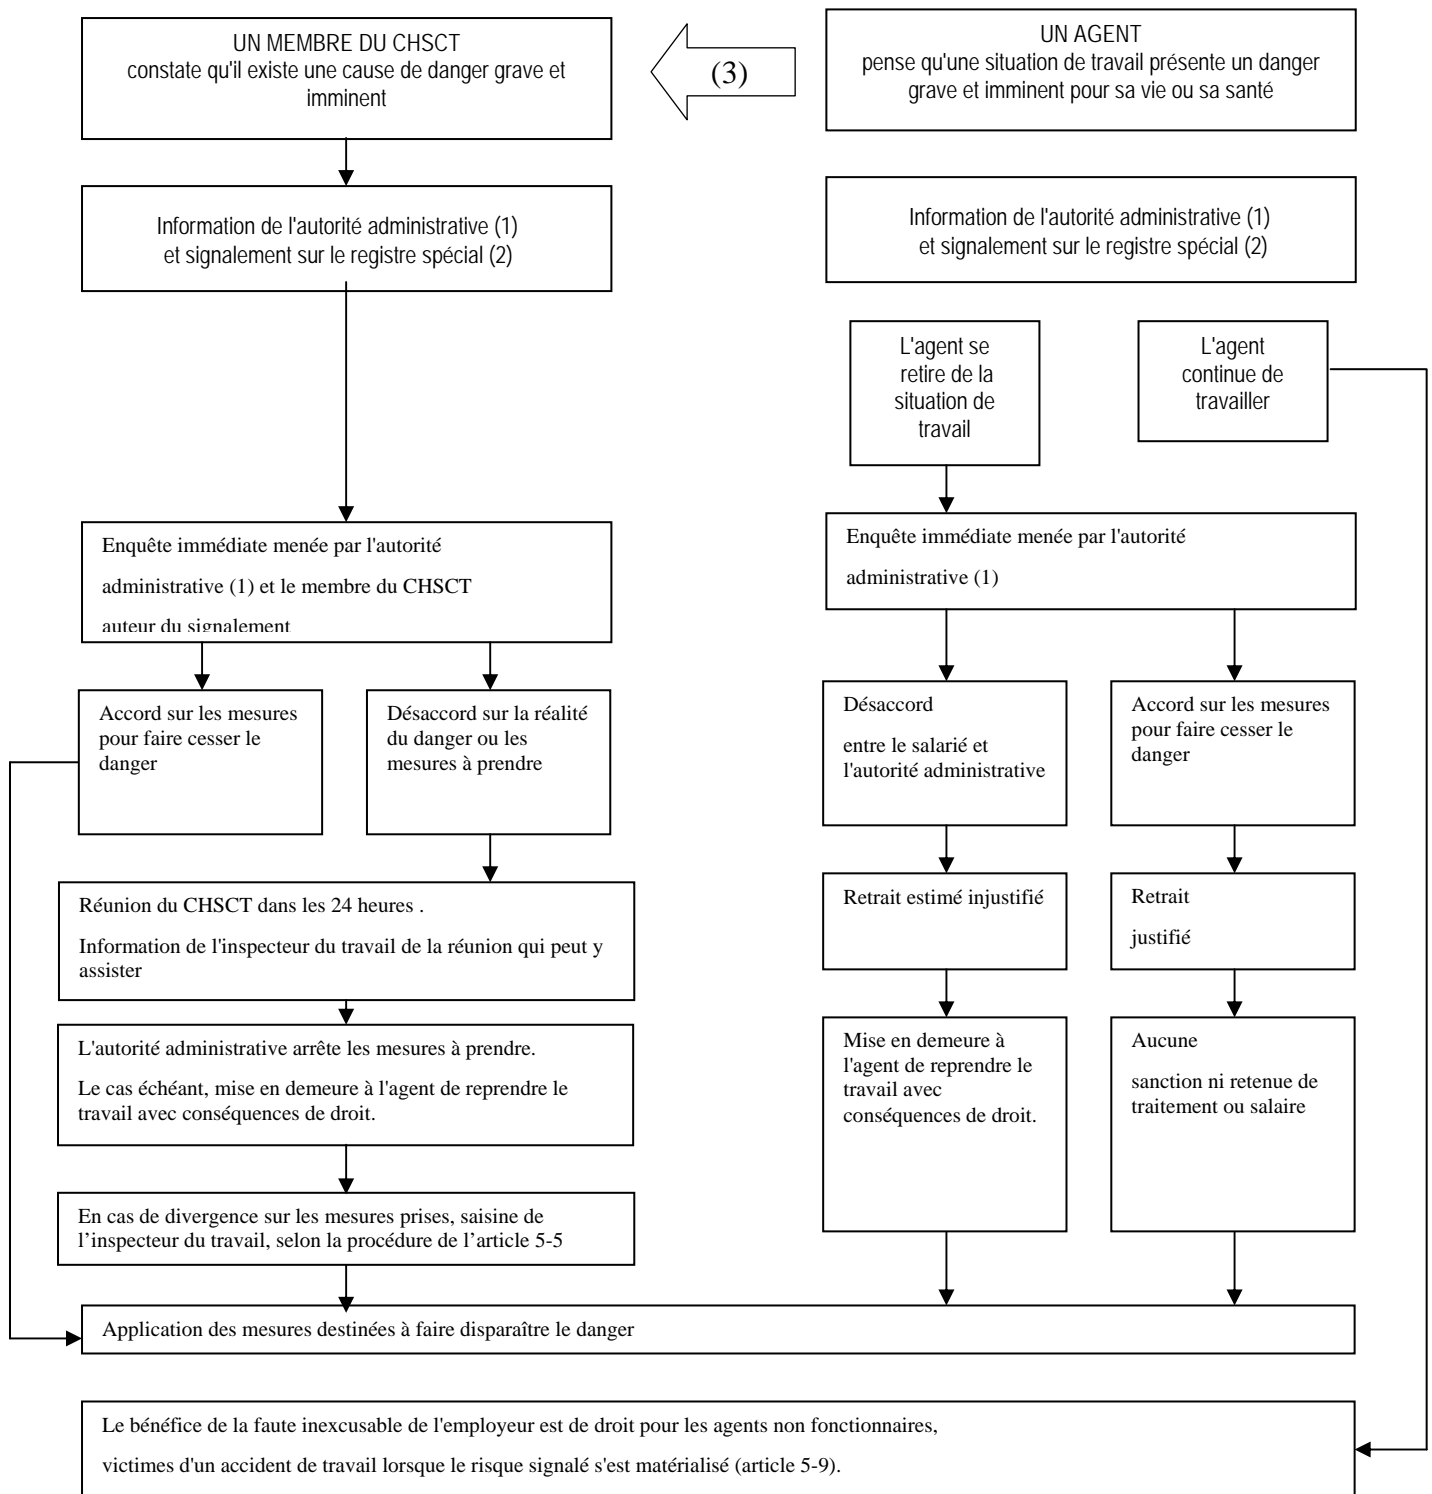 UN MEMBRE DU CHSCT
constate qu'il existe une cause de danger grave et
imminent
(3)
UN AGENT
pense qu'une situation de travail présente un danger
grave et imminent pour sa vie ou sa santé
Information de l'autorité administrative (1)
et signalement sur le registre spécial (2)
Information de l'autorité administrative (1)
et signalement sur le registre spécial (2)
L'agent se
retire de la
situation de
travail
L'agent
continue de
travailler
Enquête immédiate menée par l'autorité
administrative (1) et le membre du CHSCT
auteur du signalement
Enquête immédiate menée par l'autorité
administrative (1)
Accord sur les mesures
pour faire cesser le
danger
Désaccord sur la réalité
du danger ou les
mesures à prendre
Désaccord
entre le salarié et
l'autorité administrative
Accord sur les mesures
pour faire cesser le
danger
Réunion du CHSCT dans les 24 heures .
Information de l'inspecteur du travail de la réunion qui peut y
assister
Retrait estimé injustifié
Retrait
justifié
L'autorité administrative arrête les mesures à prendre.
Le cas échéant, mise en demeure à l'agent de reprendre le
travail avec conséquences de droit.
Mise en demeure à
l'agent de reprendre le
travail avec
conséquences de droit.
Aucune
sanction ni retenue de
traitement ou salaire
En cas de divergence sur les mesures prises, saisine de
l’inspecteur du travail, selon la procédure de l’article 5-5
Application des mesures destinées à faire disparaître le danger
Le bénéfice de la faute inexcusable de l'employeur est de droit pour les agents non fonctionnaires,
victimes d'un accident de travail lorsque le risque signalé s'est matérialisé (article 5-9).